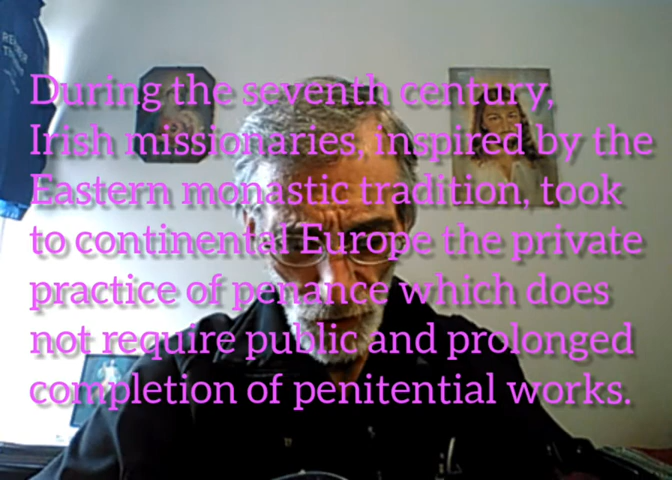 During the seventh century,
Irish missionaries, inspired by the
Eastern monastic tradition, took
to continental Europe the private
practice of penance which does
not require public and prolonged
completion of penitential works.